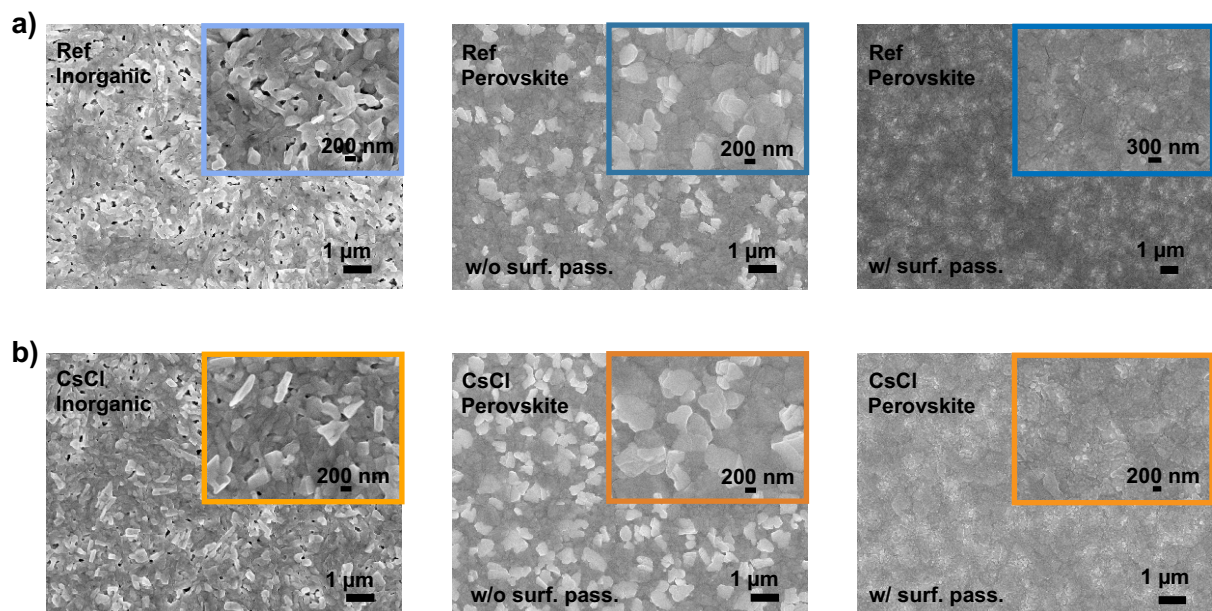 a)
Ref
Inorganic
200 nm
1 µm
Ref
Perovskite
200 nm
1 µm
w/o surf. pass.
Ref
Perovskite
300 nm
1 µm
w/ surf. pass.
b)
CsCl
Inorganic
200 nm
1 µm
CsCl
Perovskite
200 nm
1 µm
w/o surf. pass.
CsCl
Perovskite
200 nm
1 µm
w/ surf. pass.